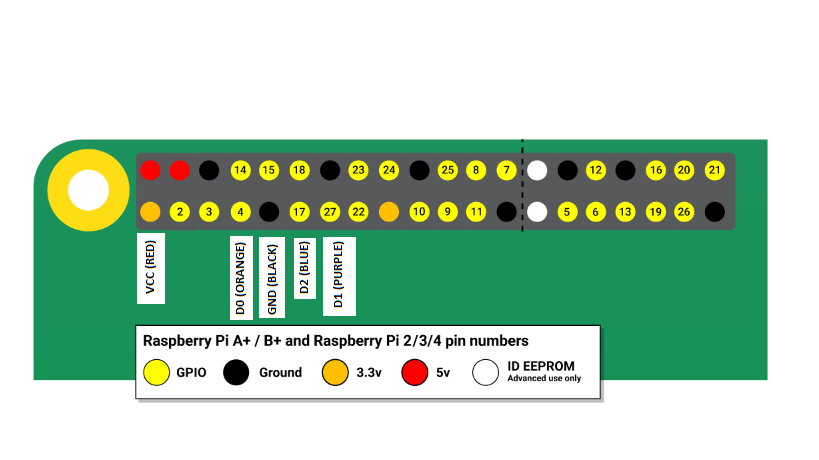 14 15 18 23 24 25 8 7 12 16 20 21
2 3 4 17 27 22 10 9 11 5 6 13 19 26
VCC (RED)
D0 (ORANGE)
GND (BLACK)
D2 (BLUE)
D1 (PURPLE)
Raspberry Pi A+ / B+ and Raspberry Pi 2/3/4 pin numbers
GPIO Ground 3.3v 5v ID EEPROM
Advanced use only